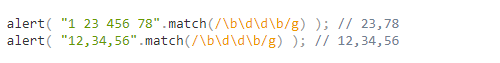 alert( "1 23 456 78".match(/\b\d\d\b/g) ); // 23,78
alert( "12,34,56".match(/\b\d\d\b/g) ); // 12,34,56